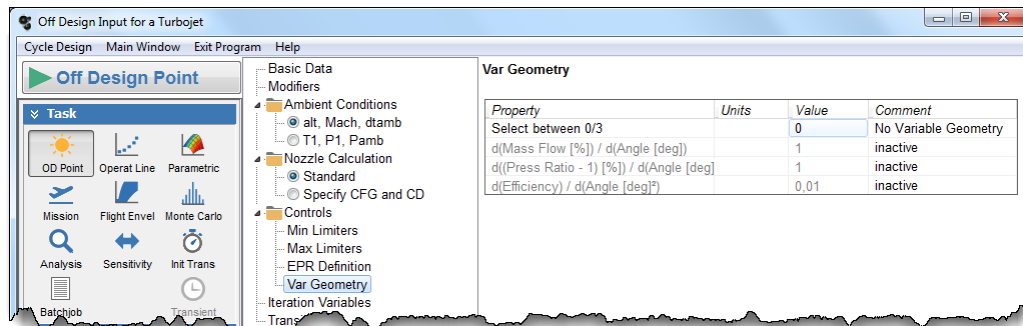 Off Design Input for a Turbojet
Cycle Design Main Window Exit Program Help
Off Design Point
Task
OD Point Operat Line Parametric
Mission Flight Envel Monte Carlo
Analysis Sensitivity Init Trans
Batchjob Transient
Basic Data
Modifiers
Ambient Conditions
alt, Mach, dtamb
T1, P1, Pamb
Nozzle Calculation
Standard
Specify CFG and CD
Controls
Min Limiters
Max Limiters
EPR Definition
Var Geometry
Iteration Variables
Trans
Var Geometry
Property Units Value Comment
Select between 0/3 0 No Variable Geometry
d(Mass Flow [%]) / d(Angle [deg]) 1 inactive
d((Press Ratio - 1) [%]) / d(Angle [deg] 1 inactive
d(Efficiency) / d(Angle [deg]²) 0,01 inactive